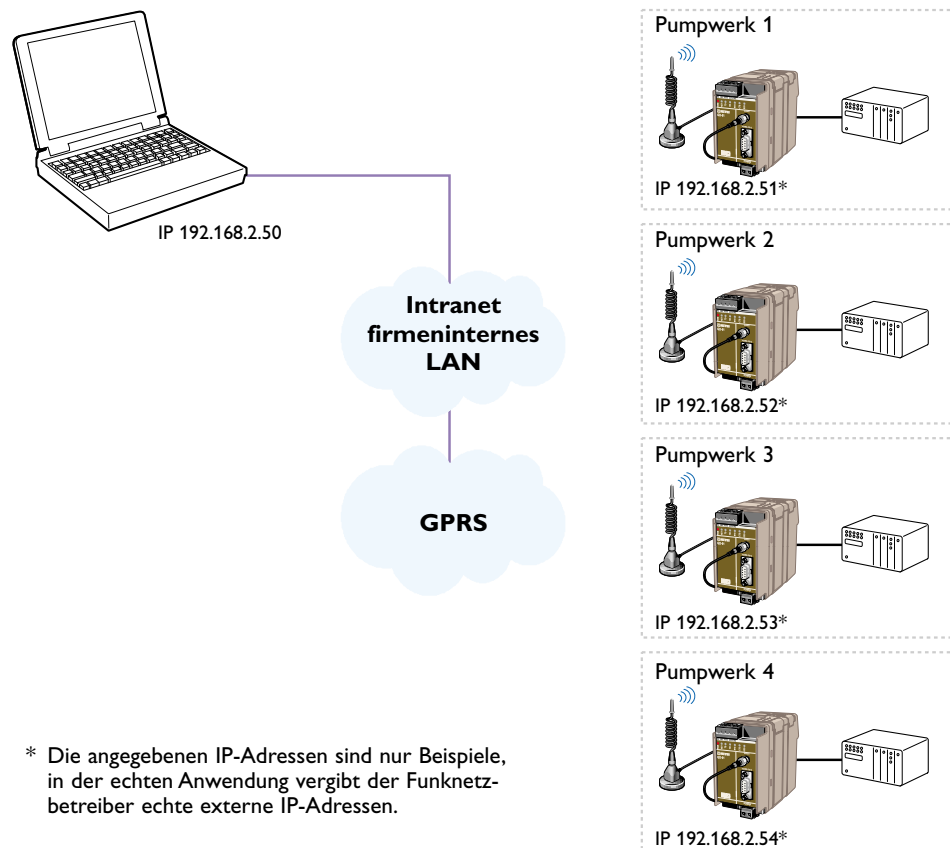 Pumpwerk 1
IP 192.168.2.51*
IP 192.168.2.50
Pumpwerk 2
IP 192.168.2.52*
Intranet
firmeninternes
LAN
Pumpwerk 3
IP 192.168.2.53*
GPRS
Pumpwerk 4
IP 192.168.2.54*
* Die angegebenen IP-Adressen sind nur Beispiele,
in der echten Anwendung vergibt der Funknetz-
betreiber echte externe IP-Adressen.